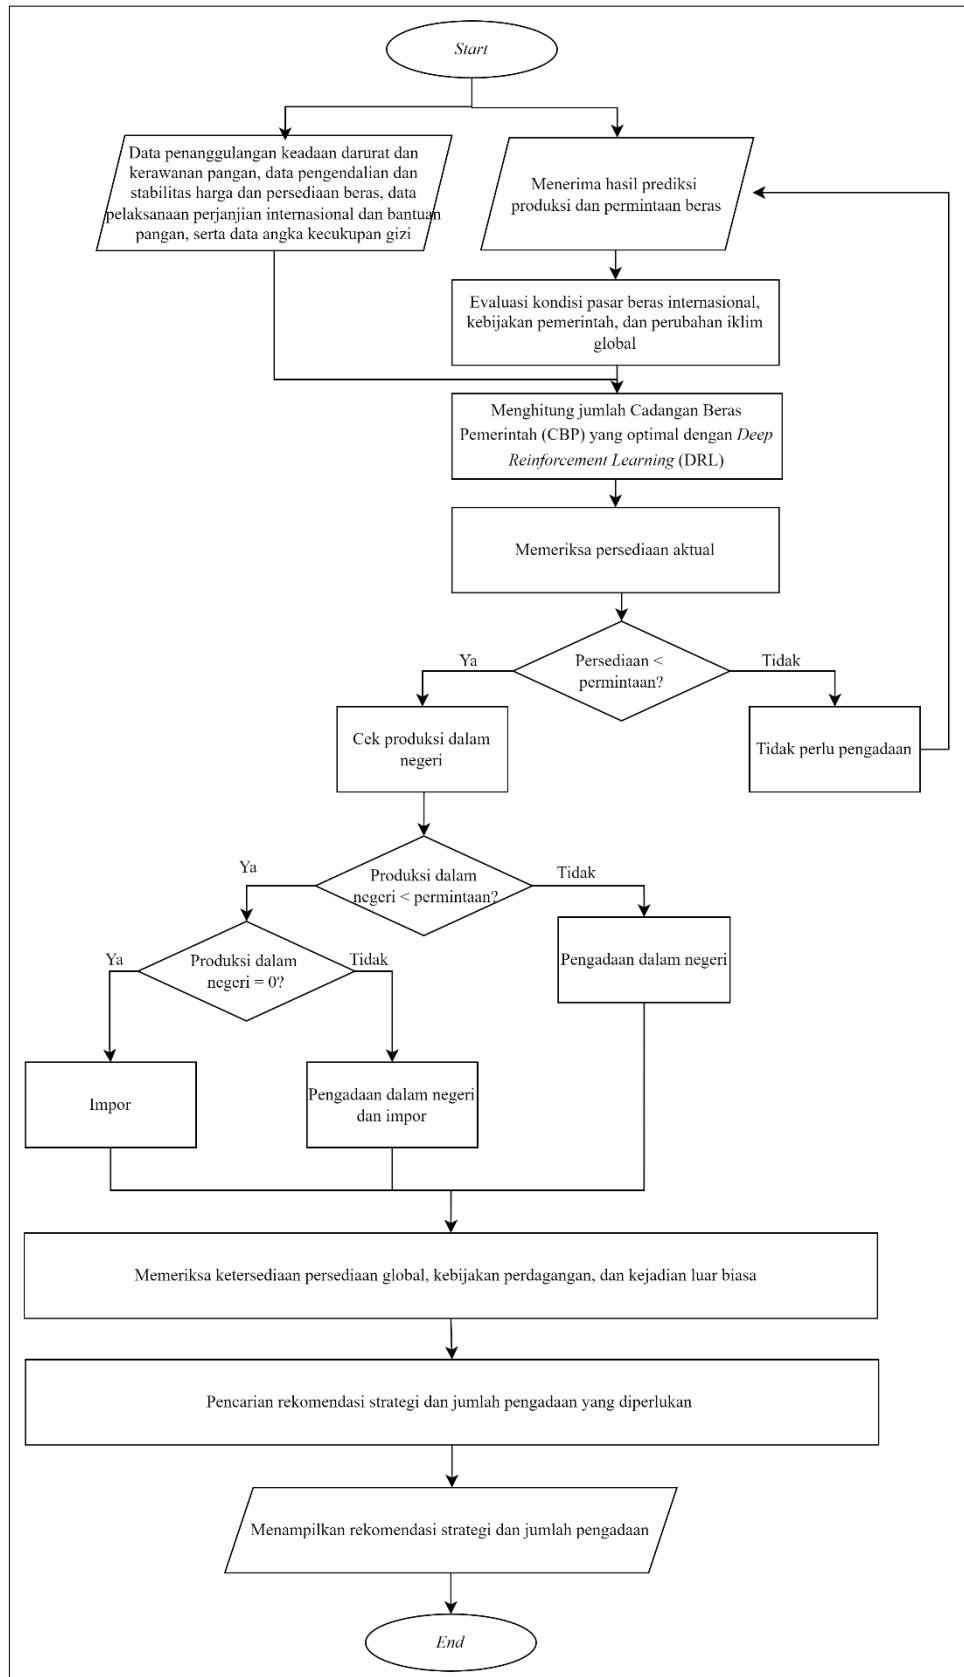 Start
Data penanggulangan keadaan darurat dan
kerawanan pangan, data pengendalian dan
stabilitas harga dan persediaan beras, data
pelaksanaan perjanjian internasional dan bantuan
pangan, serta data angka kecukupan gizi
Menerima hasil prediksi
produksi dan permintaan beras
Evaluasi kondisi pasar beras internasional,
kebijakan pemerintah, dan perubahan iklim
global
Menghitung jumlah Cadangan Beras
Pemerintah (CBP) yang optimal dengan Deep
Reinforcement Learning (DRL)
Memeriksa persediaan aktual
Persediaan <
permintaan?
Ya
Tidak
Cek produksi dalam
negeri
Tidak perlu pengadaan
Produksi dalam
negeri < permintaan?
Ya
Tidak
Produksi dalam
negeri = 0?
Ya
Tidak
Pengadaan dalam negeri
Impor
Pengadaan dalam negeri
dan impor
Memeriksa ketersediaan persediaan global, kebijakan perdagangan, dan kejadian luar biasa
Pencarian rekomendasi strategi dan jumlah pengadaan yang diperlukan
Menampilkan rekomendasi strategi dan jumlah pengadaan
End